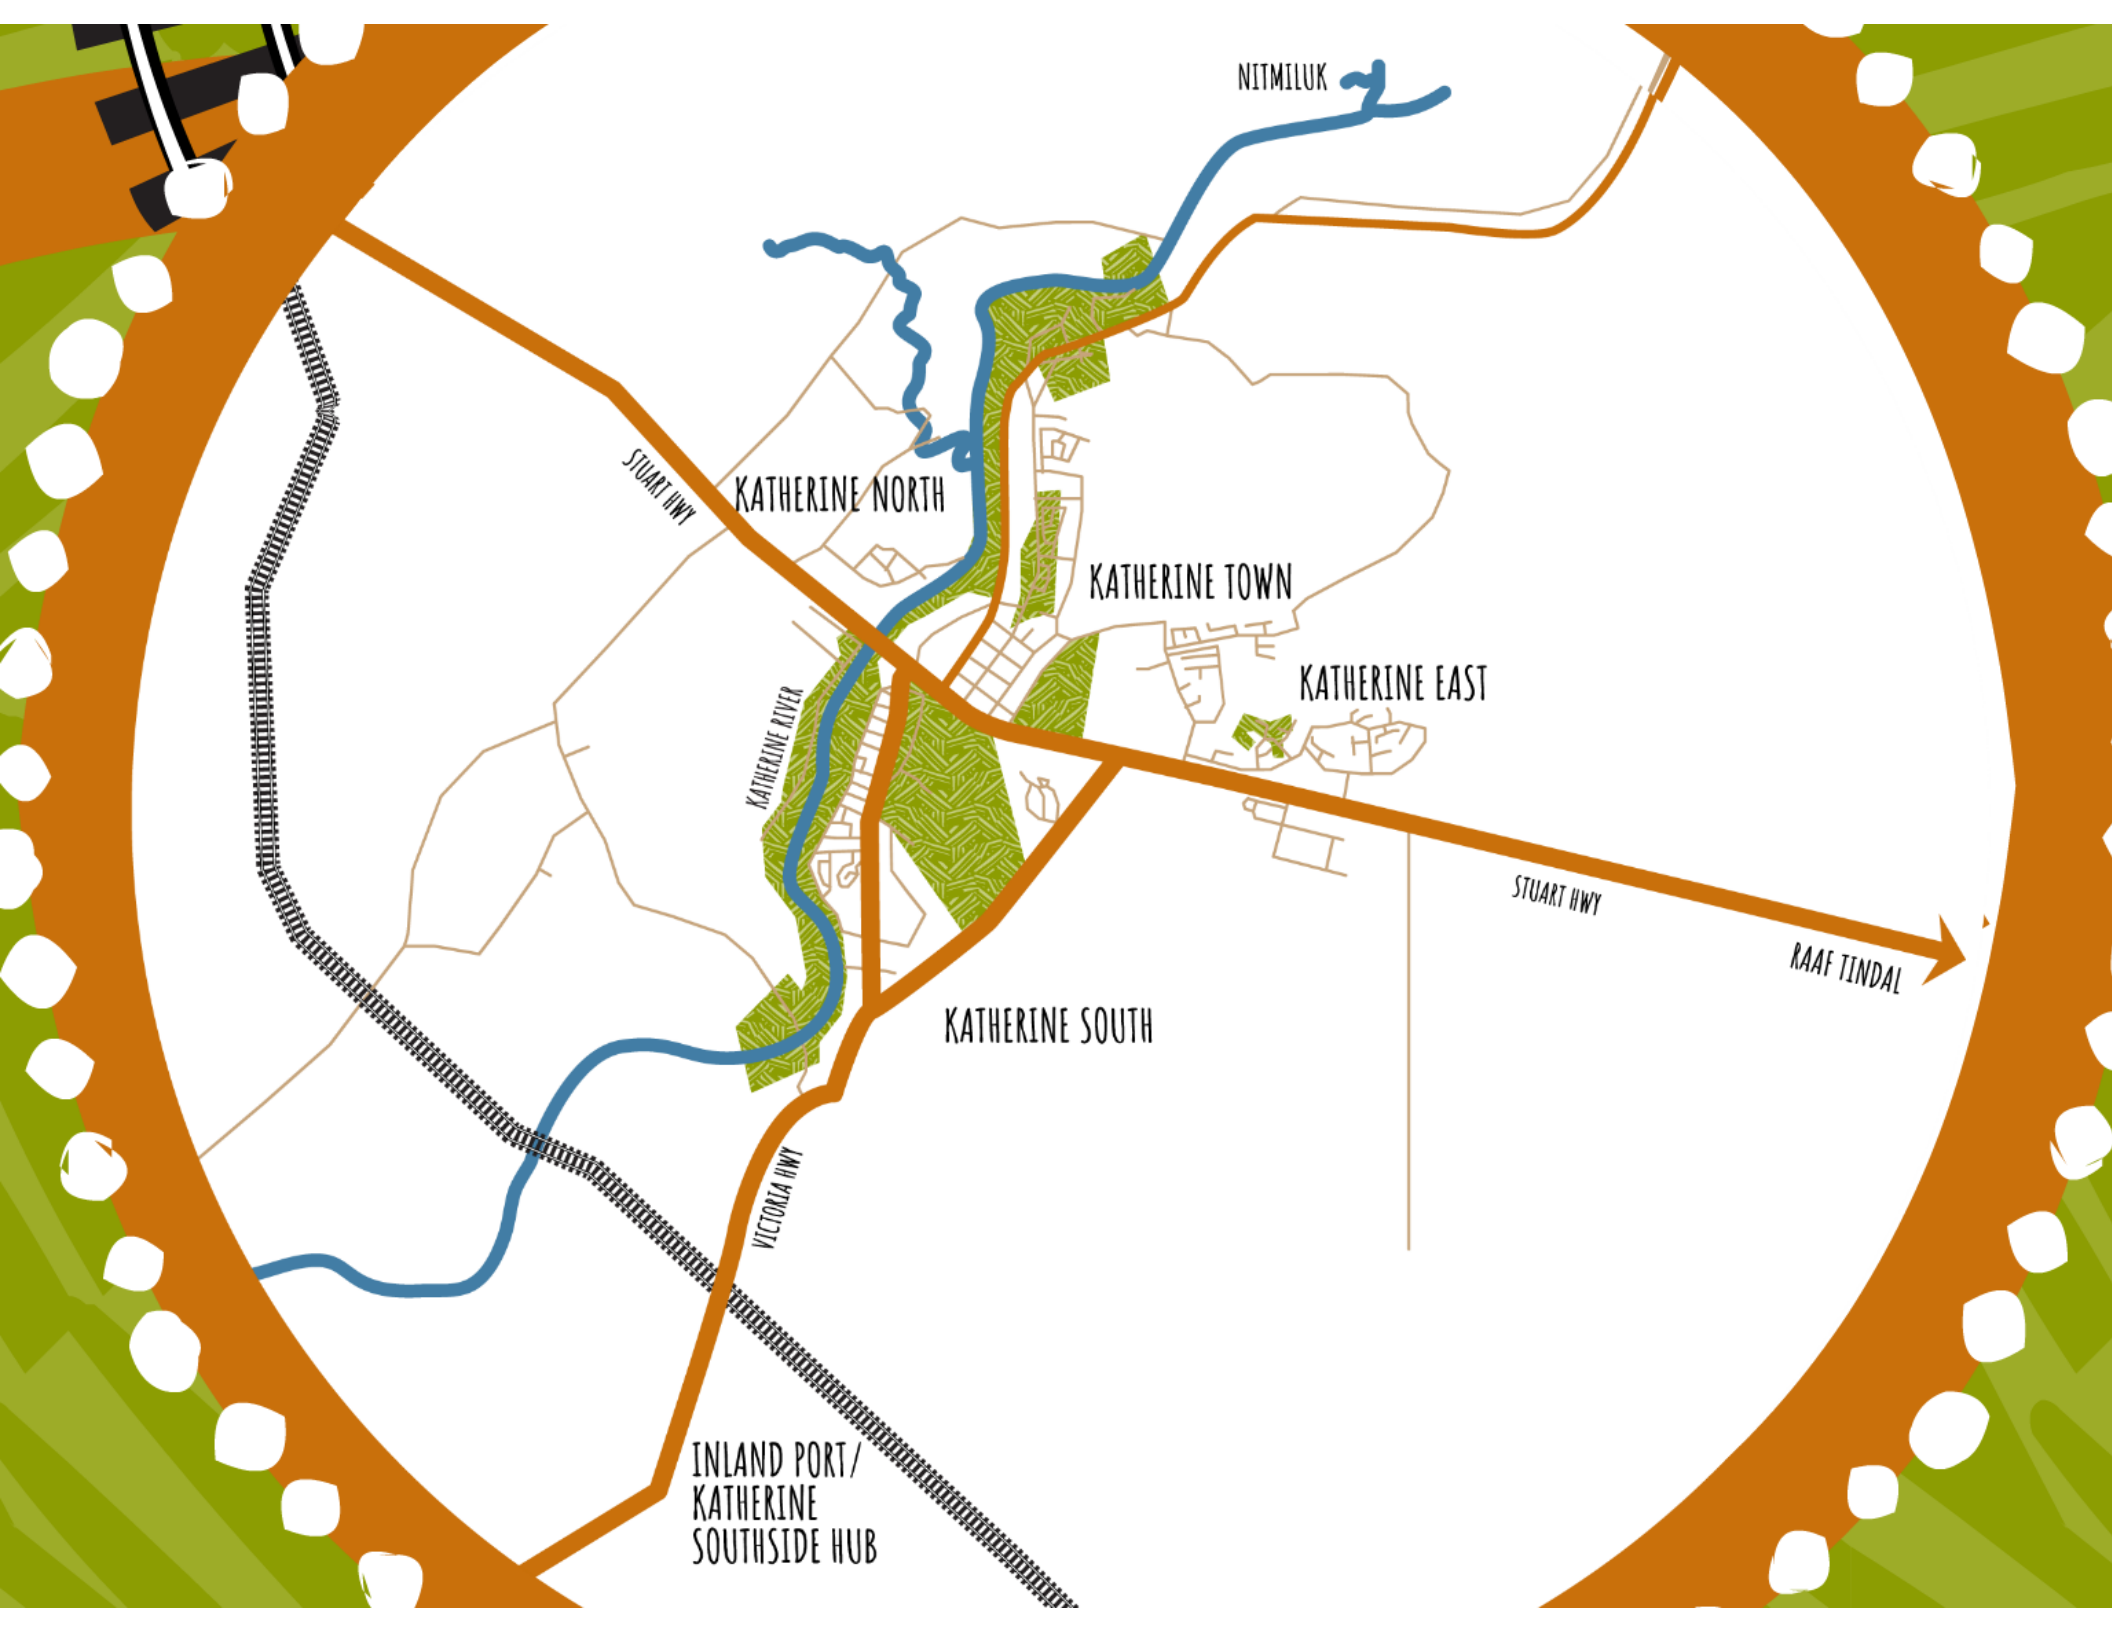 NITMILUK
STUART HWY
KATHERINE NORTH
KATHERINE TOWN
KATHERINE EAST
KATHERINE RIVER
STUART HWY
RAAF TINDAL
KATHERINE SOUTH
VICTORIA HWY
INLAND PORT/
KATHERINE
SOUTHSIDE HUB